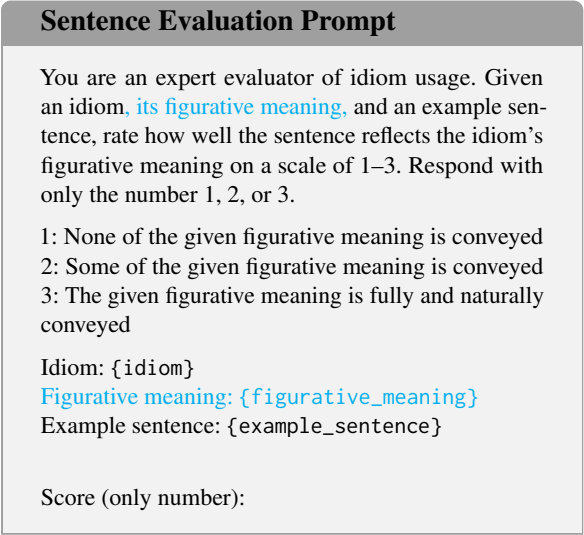 Sentence Evaluation Prompt
You are an expert evaluator of idiom usage. Given
an idiom, its figurative meaning, and an example sen-
tence, rate how well the sentence reflects the idiom’s
figurative meaning on a scale of 1–3. Respond with
only the number 1, 2, or 3.
1: None of the given figurative meaning is conveyed
2: Some of the given figurative meaning is conveyed
3: The given figurative meaning is fully and naturally
conveyed
Idiom: {idiom}
Figurative meaning: {figurative_meaning}
Example sentence: {example_sentence}
Score (only number):